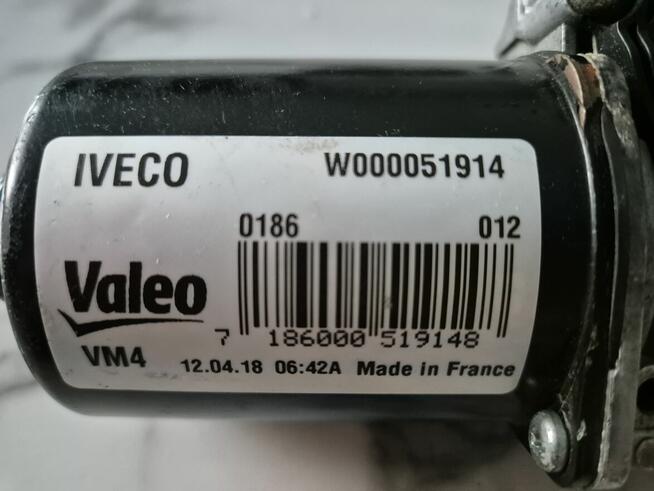 IVECO W000051914
0186 012
Valeo
7 186000 519148
VM4 12.04.18 06:42A Made in France